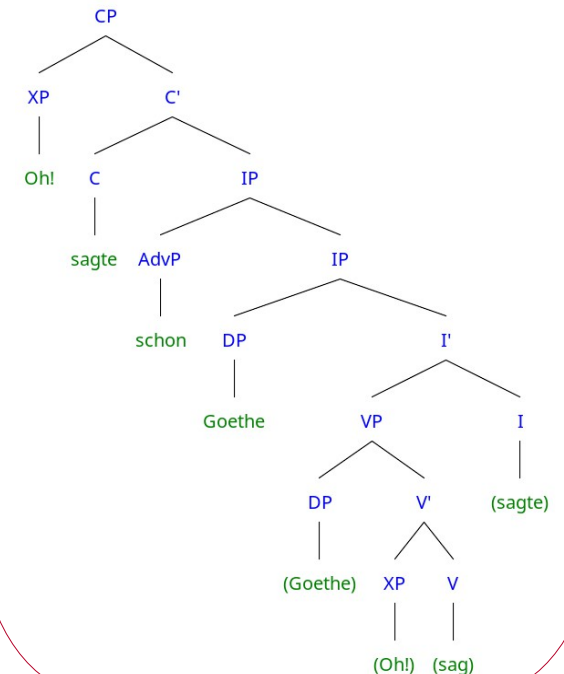 CP
XP C'
Oh! C IP
sagte AdvP IP
schon DP I'
Goethe VP I
DP V' (sagte)
(Goethe) XP V
(Oh!) (sag)